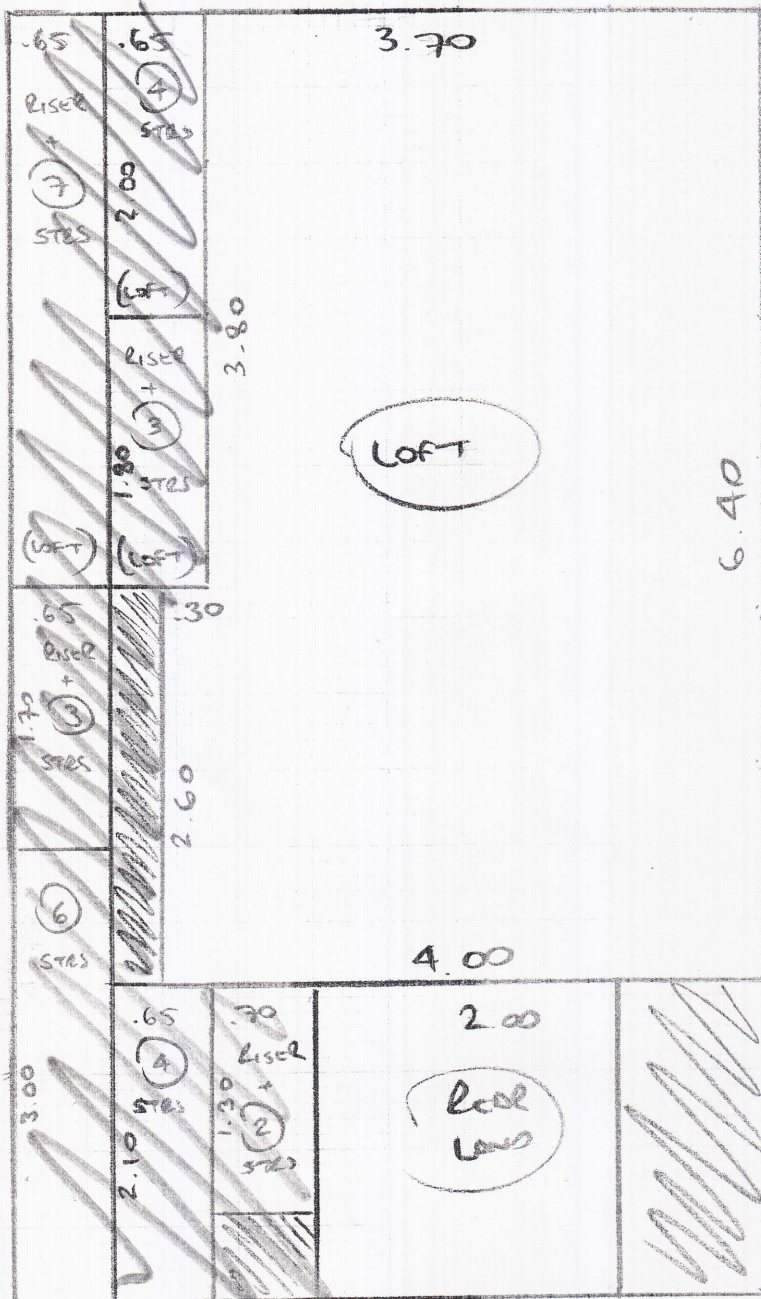 .65
RISER
+
7
STRS
(LOFT)
.65
4
STRS
2.00
(LOFT)
RISER
+
3
STRS
1.80
(LOFT)
3.70
3.80
LOFT
6.40
.65
RISER
+
3
STRS
1.70
.30
2.60
6
STRS
3.00
4.00
.65
4
STRS
2.10
.70
RISER
+
2
STRS
1.30
2.00